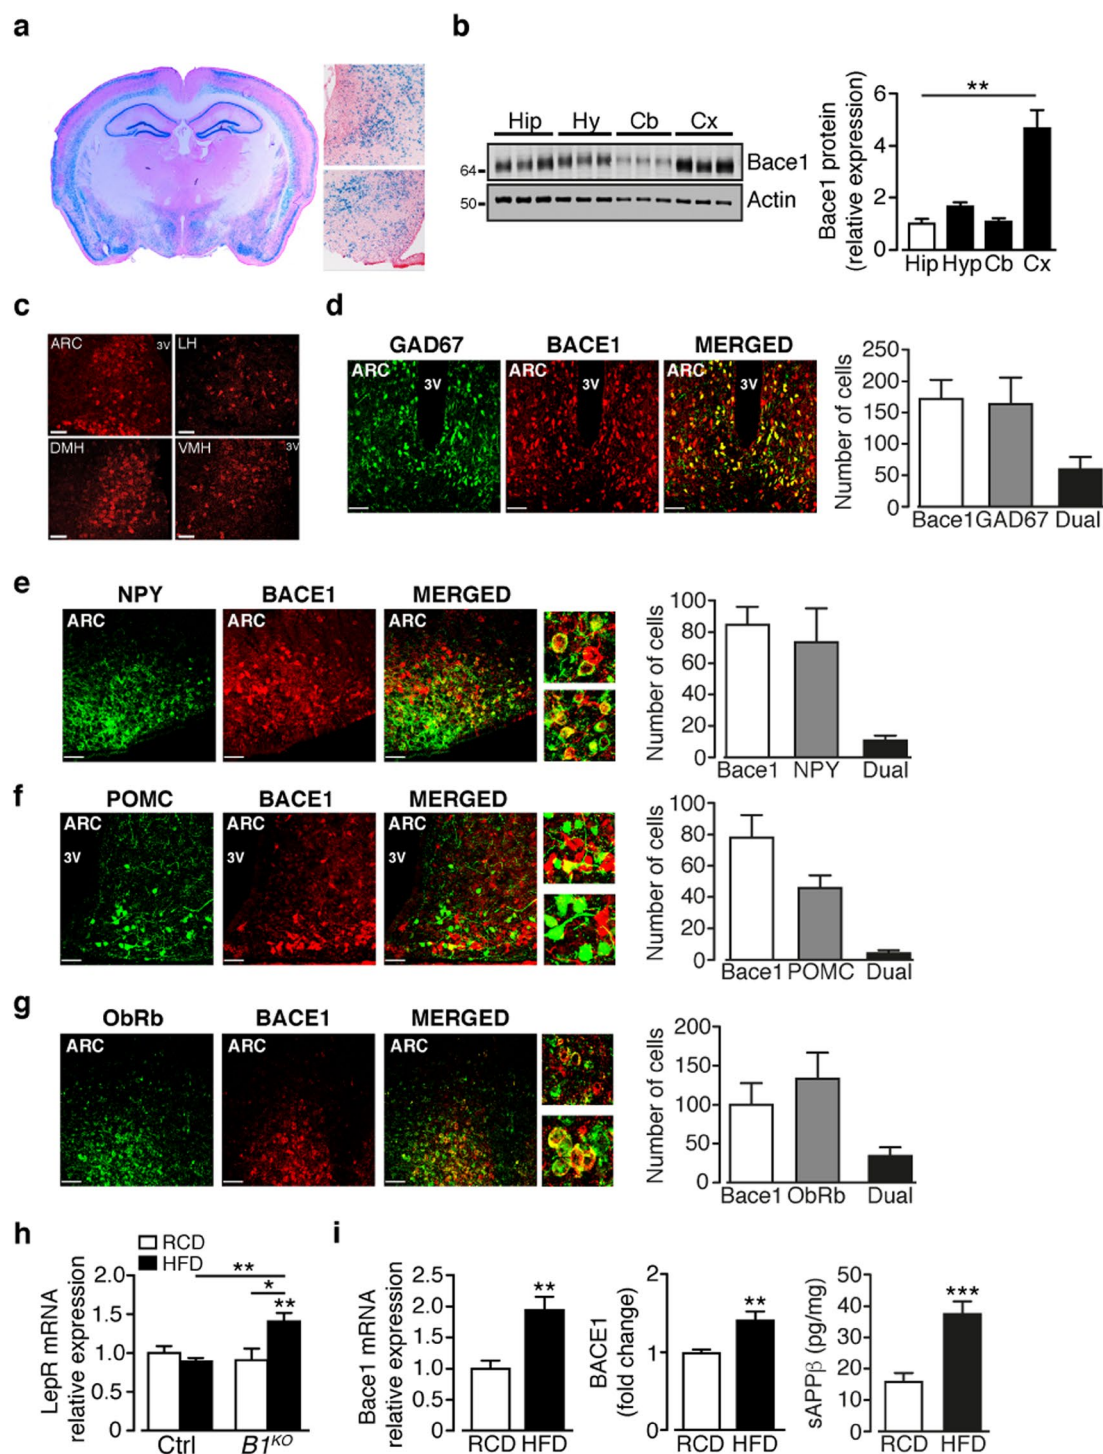 a
b
Hip Hy Cb Cx
64
Bace1
50
Actin
Bace1 protein
(relative expression)
**
6
4
2
0
Hip Hyp Cb Cx
c
ARC 3V
LH
DMH
VMH 3V
d
GAD67 BACE1 MERGED
ARC 3V
ARC 3V
ARC 3V
Number of cells
250
200
150
100
50
0
Bace1 GAD67 Dual
e
NPY BACE1 MERGED
ARC ARC ARC
Number of cells
100
80
60
40
20
0
Bace1 NPY Dual
f
POMC BACE1 MERGED
ARC ARC ARC
3V 3V 3V
Number of cells
100
80
60
40
20
0
Bace1 POMC Dual
g
ObRb BACE1 MERGED
ARC ARC ARC
Number of cells
200
150
100
50
0
Bace1 ObRb Dual
h
RCD
HFD
LepR mRNA
relative expression
2.0
1.5
1.0
0.5
0
**
*
**
Ctrl B1KO
i
Bace1 mRNA
relative expression
2.5
2.0
1.5
1.0
0.5
0
**
RCD HFD
BACE1
(fold change)
2
1
0
**
RCD HFD
sAPPβ (pg/mg)
50
40
30
20
10
0
***
RCD HFD